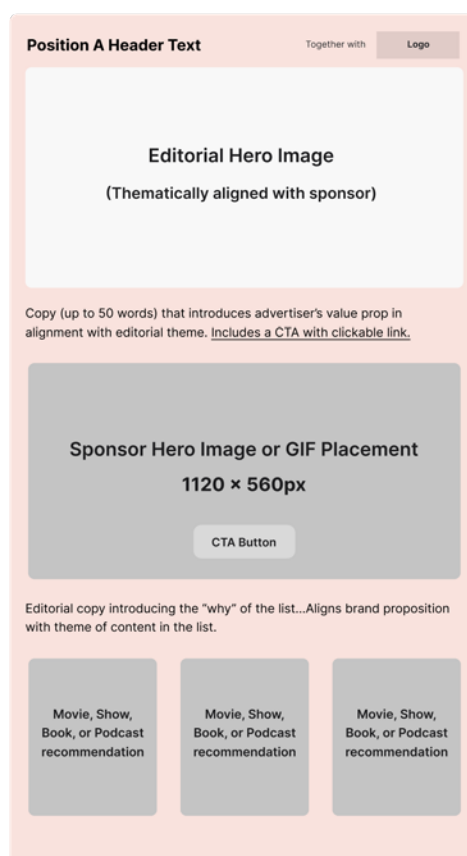 Position A Header Text
Together with
Logo
Editorial Hero Image
(Thematically aligned with sponsor)
Copy (up to 50 words) that introduces advertiser’s value prop in
alignment with editorial theme. Includes a CTA with clickable link.
Sponsor Hero Image or GIF Placement
1120 × 560px
CTA Button
Editorial copy introducing the “why” of the list...Aligns brand proposition
with theme of content in the list.
Movie, Show,
Book, or Podcast
recommendation
Movie, Show,
Book, or Podcast
recommendation
Movie, Show,
Book, or Podcast
recommendation